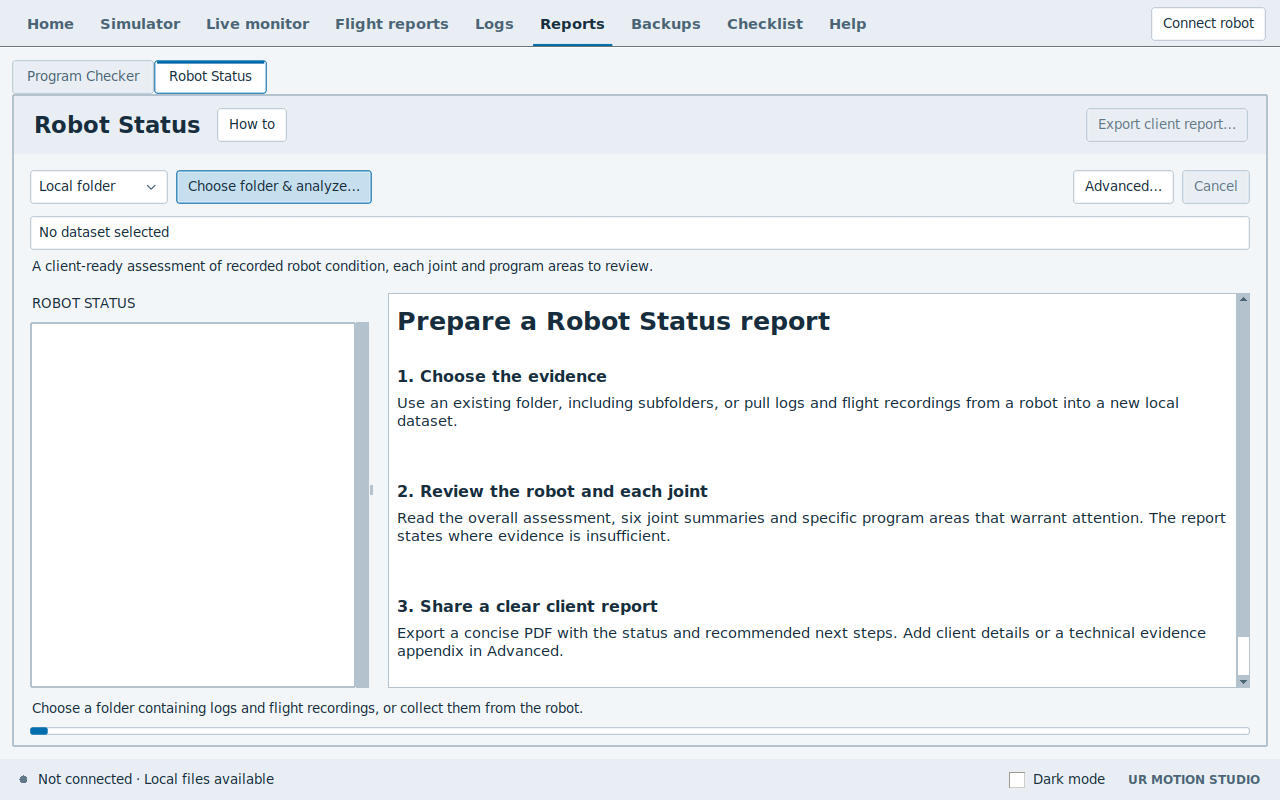 Home Simulator Live monitor Flight reports Logs Reports Backups Checklist Help Connect robot
Program Checker Robot Status
Robot Status How to Export client report...
Local folder Choose folder & analyze... Advanced... Cancel
No dataset selected
A client-ready assessment of recorded robot condition, each joint and program areas to review.
ROBOT STATUS
Prepare a Robot Status report
1. Choose the evidence
Use an existing folder, including subfolders, or pull logs and flight recordings from a robot into a new local
dataset.
2. Review the robot and each joint
Read the overall assessment, six joint summaries and specific program areas that warrant attention. The report
states where evidence is insufficient.
3. Share a clear client report
Export a concise PDF with the status and recommended next steps. Add client details or a technical evidence
appendix in Advanced.
Choose a folder containing logs and flight recordings, or collect them from the robot.
Not connected · Local files available Dark mode UR MOTION STUDIO